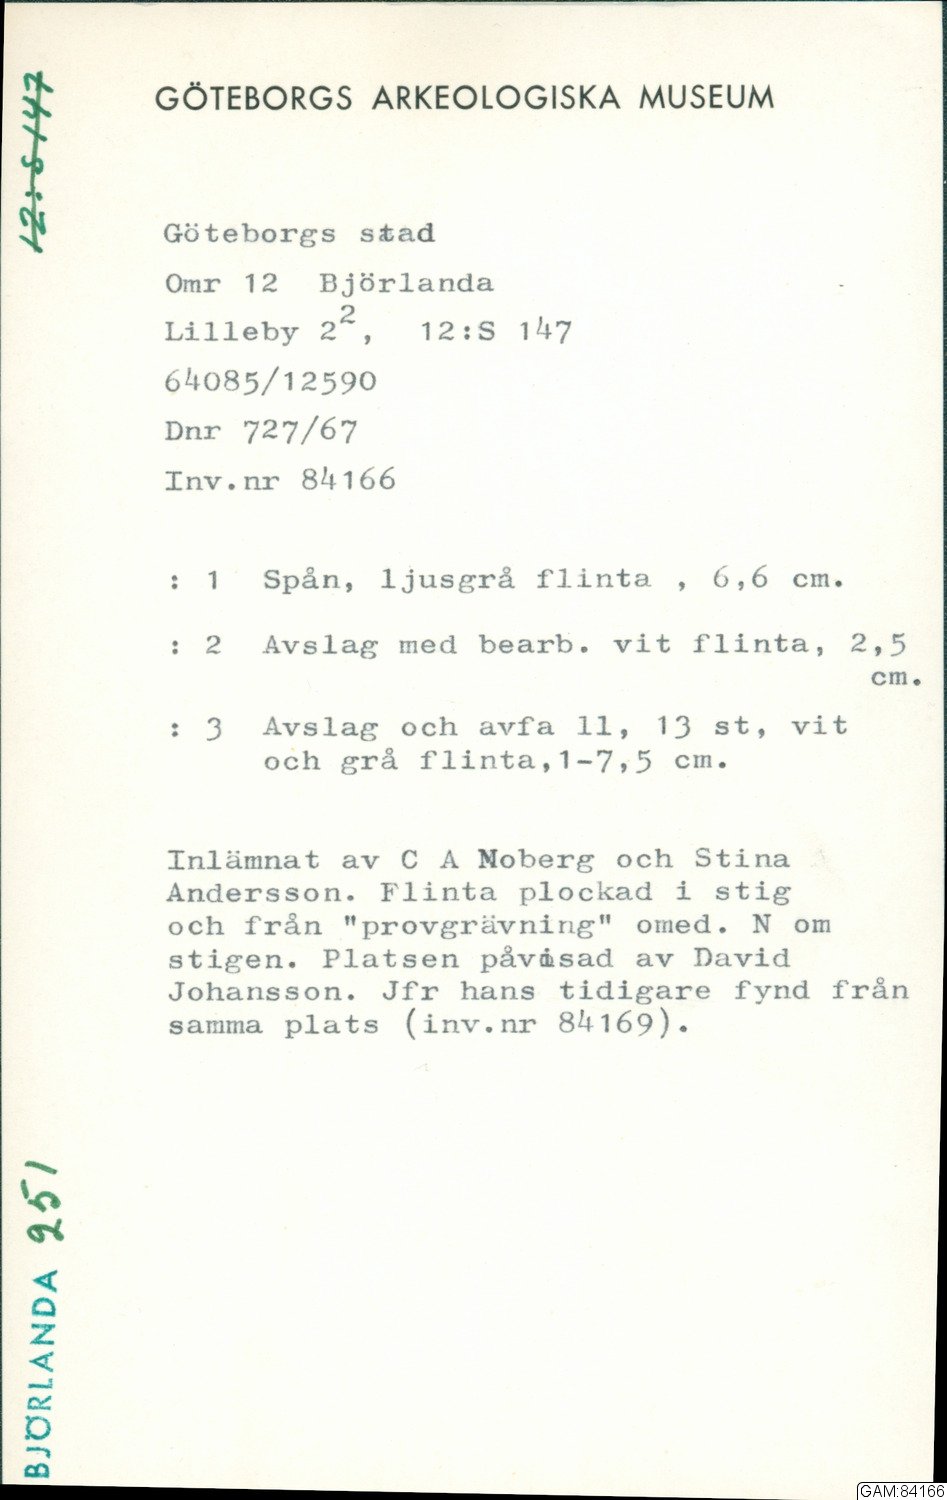 GÖTEBORGS ARKEOLOGISKA MUSEUM
12:S 147
Göteborgs stad
Omr 12 Björlanda
Lilleby 2², 12:S 147
64085/12590
Dnr 727/67
Inv.nr 84166
: 1 Spån, ljusgrå flinta , 6,6 cm.
: 2 Avslag med bearb. vit flinta, 2,5
cm.
: 3 Avslag och avfa 11, 13 st, vit
och grå flinta,1-7,5 cm.
Inlämnat av C A Moberg och Stina
Andersson. Flinta plockad i stig
och från "provgrävning" omed. N om
stigen. Platsen påvisad av David
Johansson. Jfr hans tidigare fynd från
samma plats (inv.nr 84169).
BJÖRLANDA 251
GAM:84166